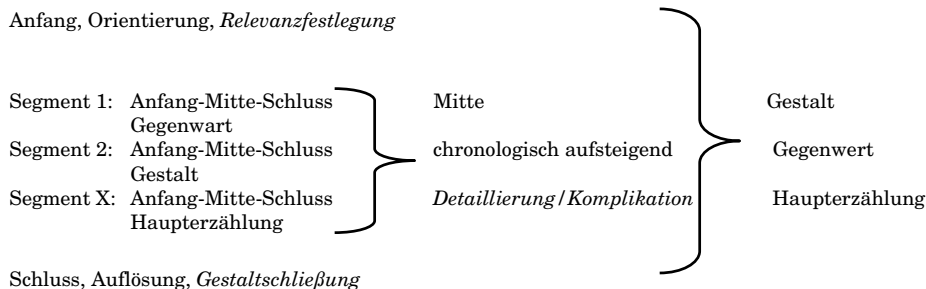 Anfang, Orientierung, Relevanzfestlegung
Segment 1: Anfang-Mitte-Schluss Mitte Gestalt
Gegenwart
Segment 2: Anfang-Mitte-Schluss chronologisch aufsteigend Gegenwert
Gestalt
Segment X: Anfang-Mitte-Schluss Detaillierung/Komplikation Haupterzählung
Haupterzählung
Schluss, Auflösung, Gestaltschließung